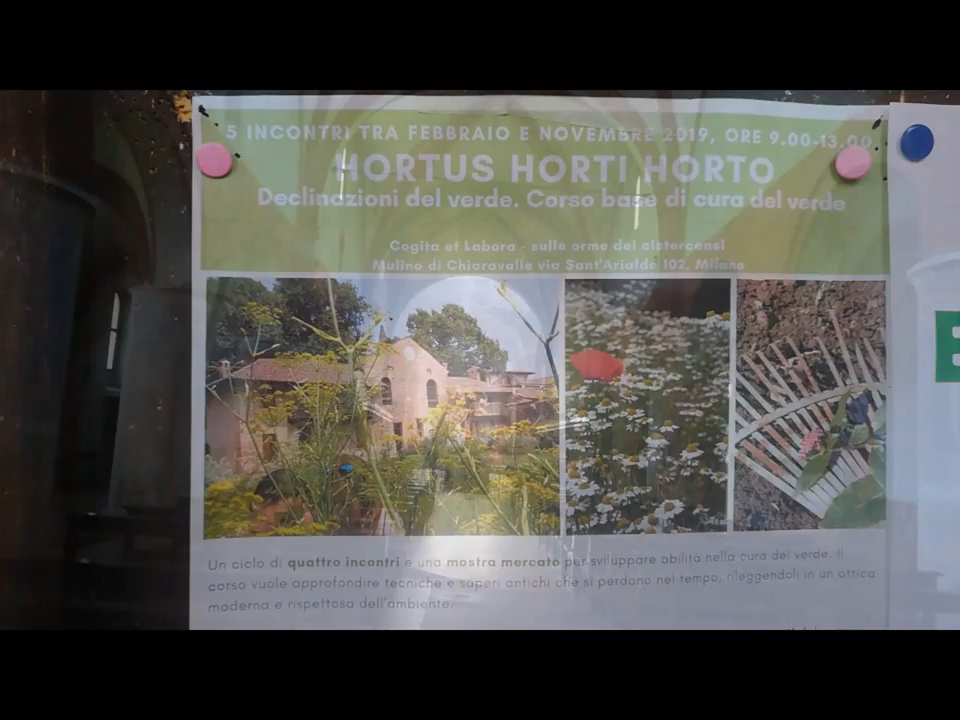 5 INCONTRI TRA FEBBRAIO E NOVEMBRE 2019, ORE 9.00-13.00
HORTUS HORTI HORTO
Declinazioni del verde. Corso base di cura del verde
Cogita et Labora - sulle orme dei cistercensi
Mulino di Chiaravalle via Sant'Arialdo 102, Milano
Un ciclo di quattro incontri e una mostra mercato per sviluppare abilità nella cura del verde. Il
corso vuole approfondire tecniche e saperi antichi che si perdono nel tempo, rileggendoli in un ottica
moderna e rispettosa dell'ambiente.